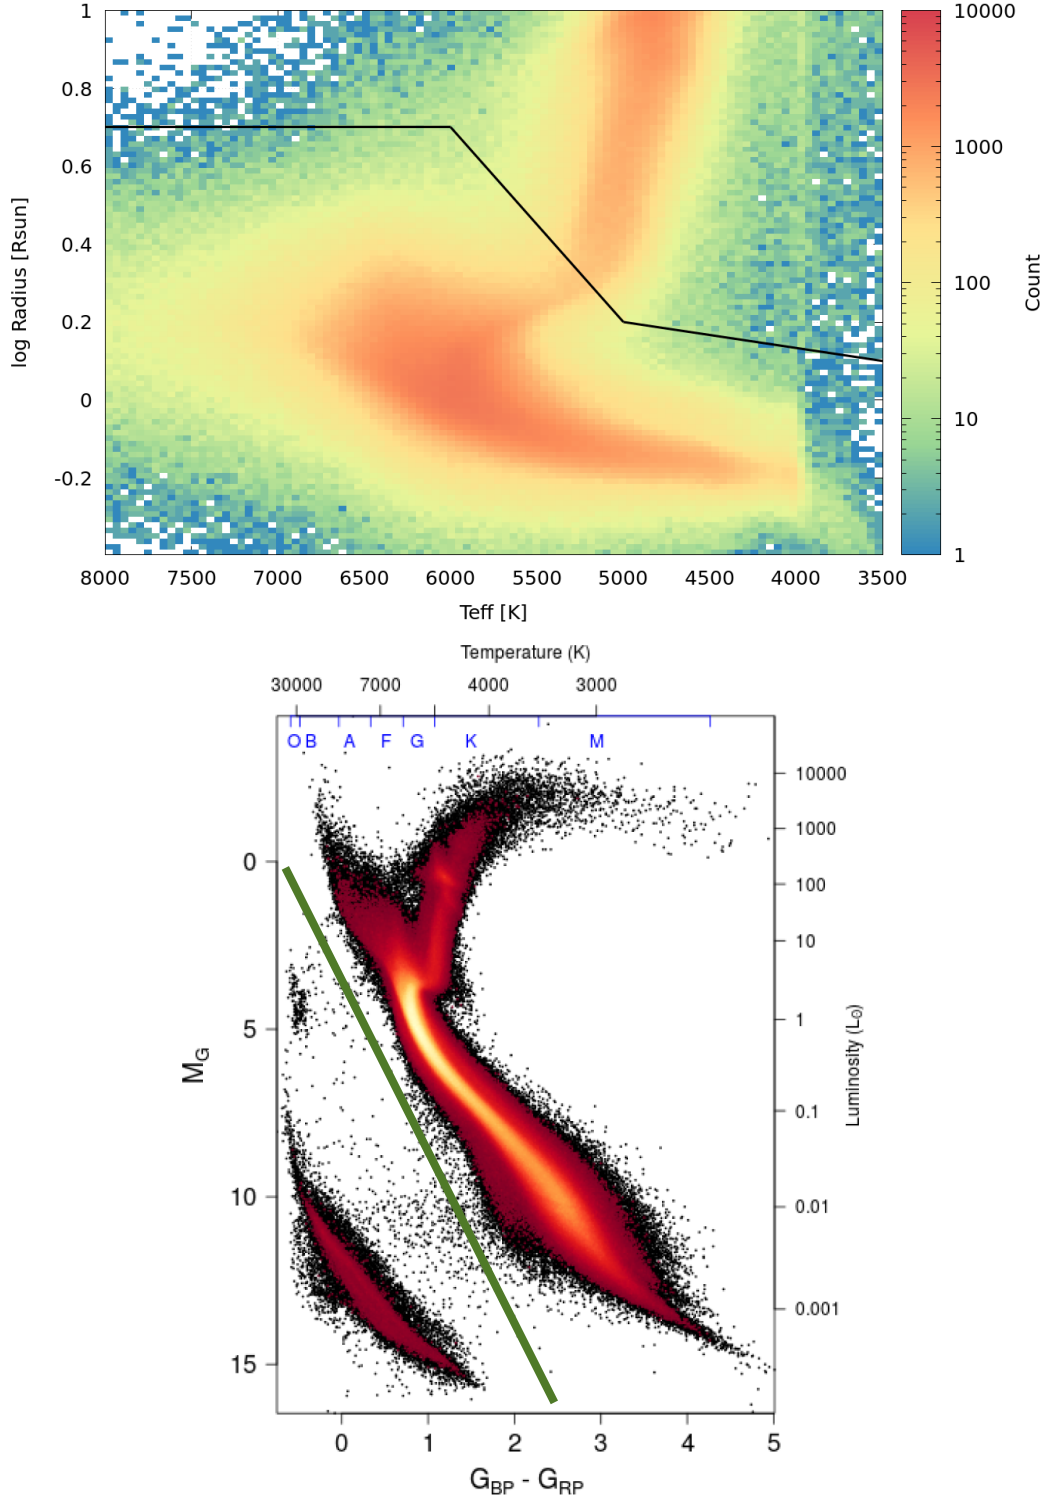 1
0.8
0.6
0.4
0.2
0
-0.2
log Radius [Rsun]
8000 7500 7000 6500 6000 5500 5000 4500 4000 3500
Teff [K]
10000
1000
100
10
1
Count
Temperature (K)
30000 7000 4000 3000
O B A F G K M
0
5
10
15
M_G
10000
1000
100
10
1
0.1
0.01
0.001
Luminosity (L⊙)
0 1 2 3 4 5
G_BP - G_RP